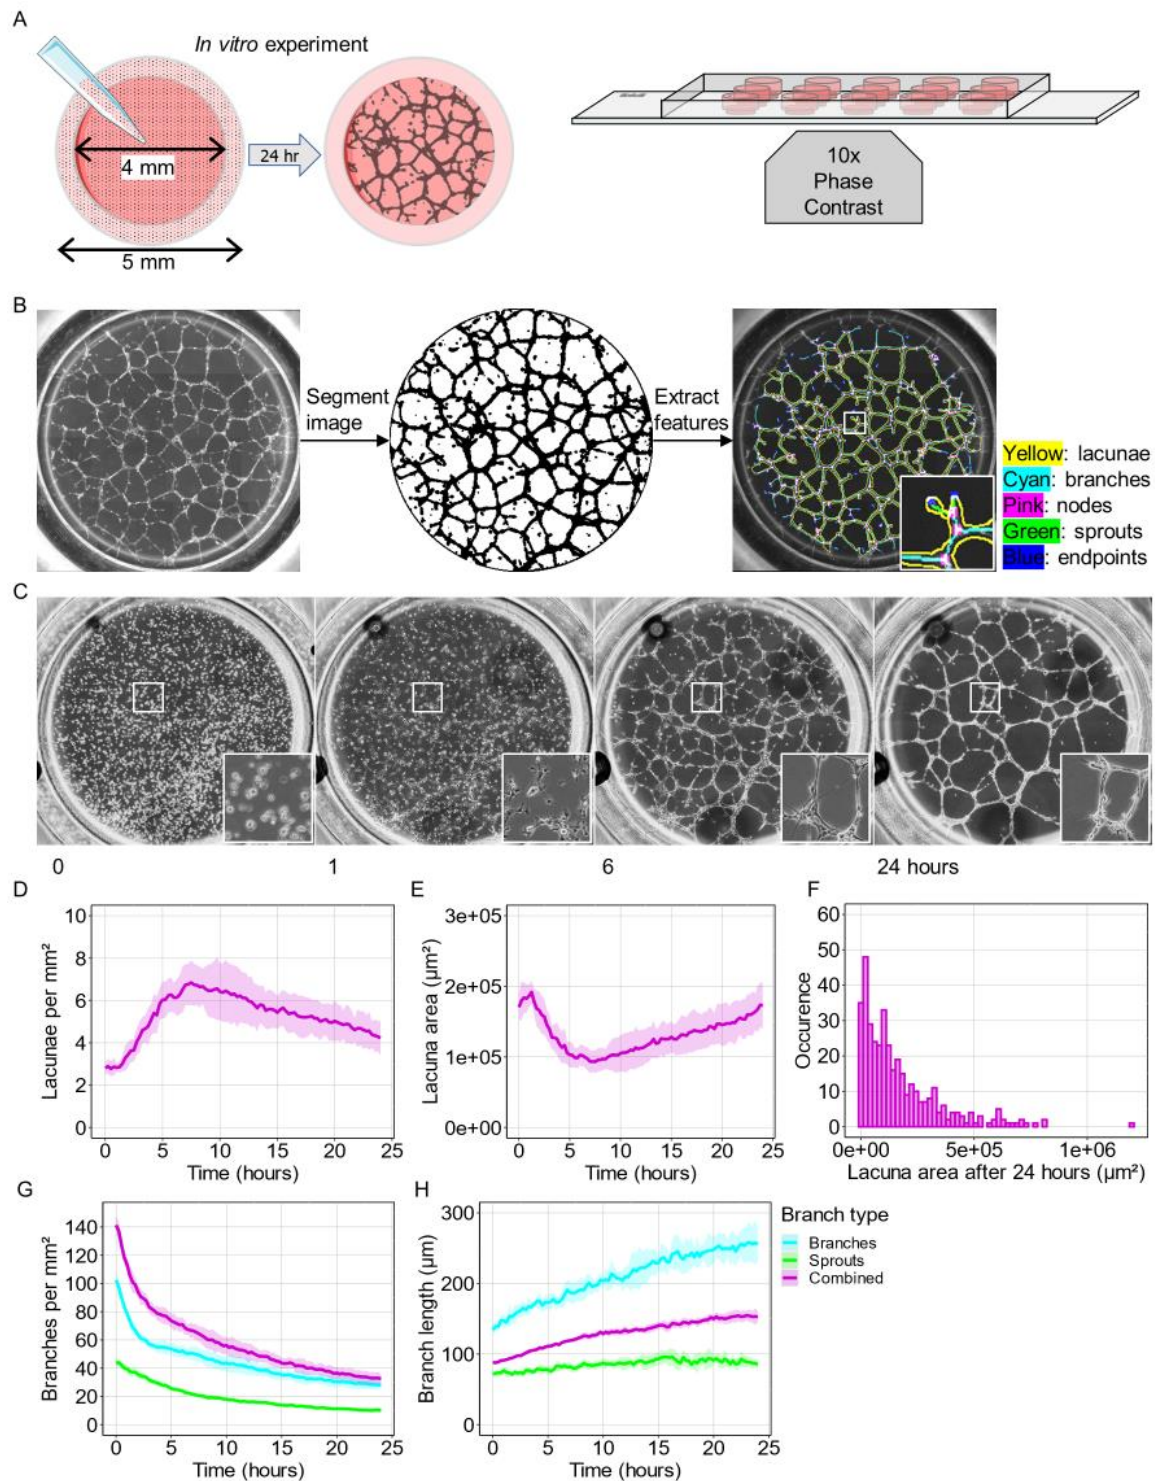 A
In vitro experiment
4 mm
24 hr
5 mm
10x
Phase
Contrast
B
Segment
image
Extract
features
Yellow: lacunae
Cyan: branches
Pink: nodes
Green: sprouts
Blue: endpoints
C
0 1 6 24 hours
D
Lacunae per mm²
10
8
6
4
2
0
0 5 10 15 20 25
Time (hours)
E
Lacuna area (µm²)
3e+05
2e+05
1e+05
0e+00
0 5 10 15 20 25
Time (hours)
F
Occurence
60
50
40
30
20
10
0
0e+00 5e+05 1e+06
Lacuna area after 24 hours (µm²)
G
Branches per mm²
140
120
100
80
60
40
20
0
0 5 10 15 20 25
Time (hours)
H
Branch length (µm)
300
200
100
0
0 5 10 15 20 25
Time (hours)
Branch type
Branches
Sprouts
Combined